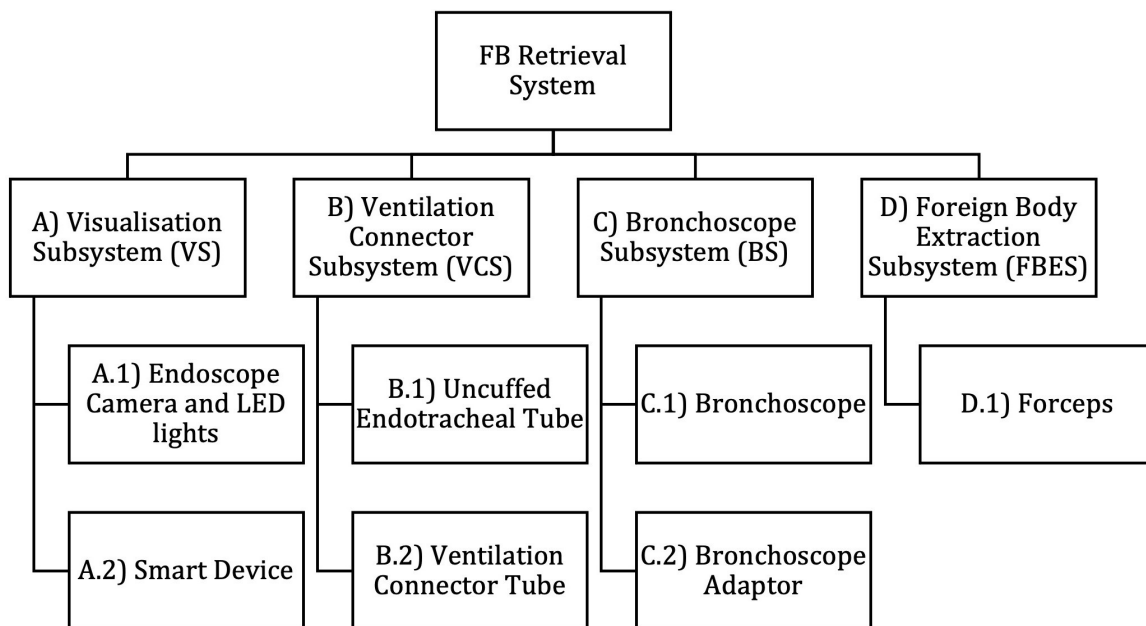 FB Retrieval
System
A) Visualisation
Subsystem (VS)
B) Ventilation
Connector
Subsystem (VCS)
C) Bronchoscope
Subsystem (BS)
D) Foreign Body
Extraction
Subsystem (FBES)
A.1) Endoscope
Camera and LED
lights
B.1) Uncuffed
Endotracheal Tube
C.1) Bronchoscope
D.1) Forceps
A.2) Smart Device
B.2) Ventilation
Connector Tube
C.2) Bronchoscope
Adaptor